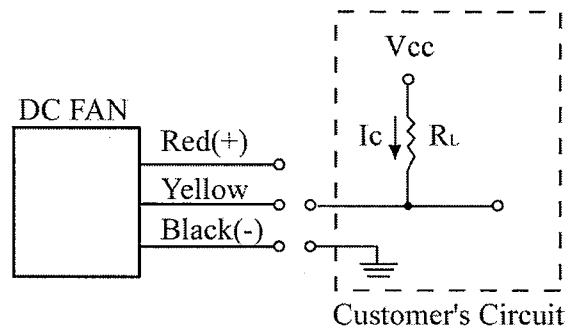 Vcc
DC FAN
Red(+)
Ic
RL
Yellow
Black(-)
Customer's Circuit